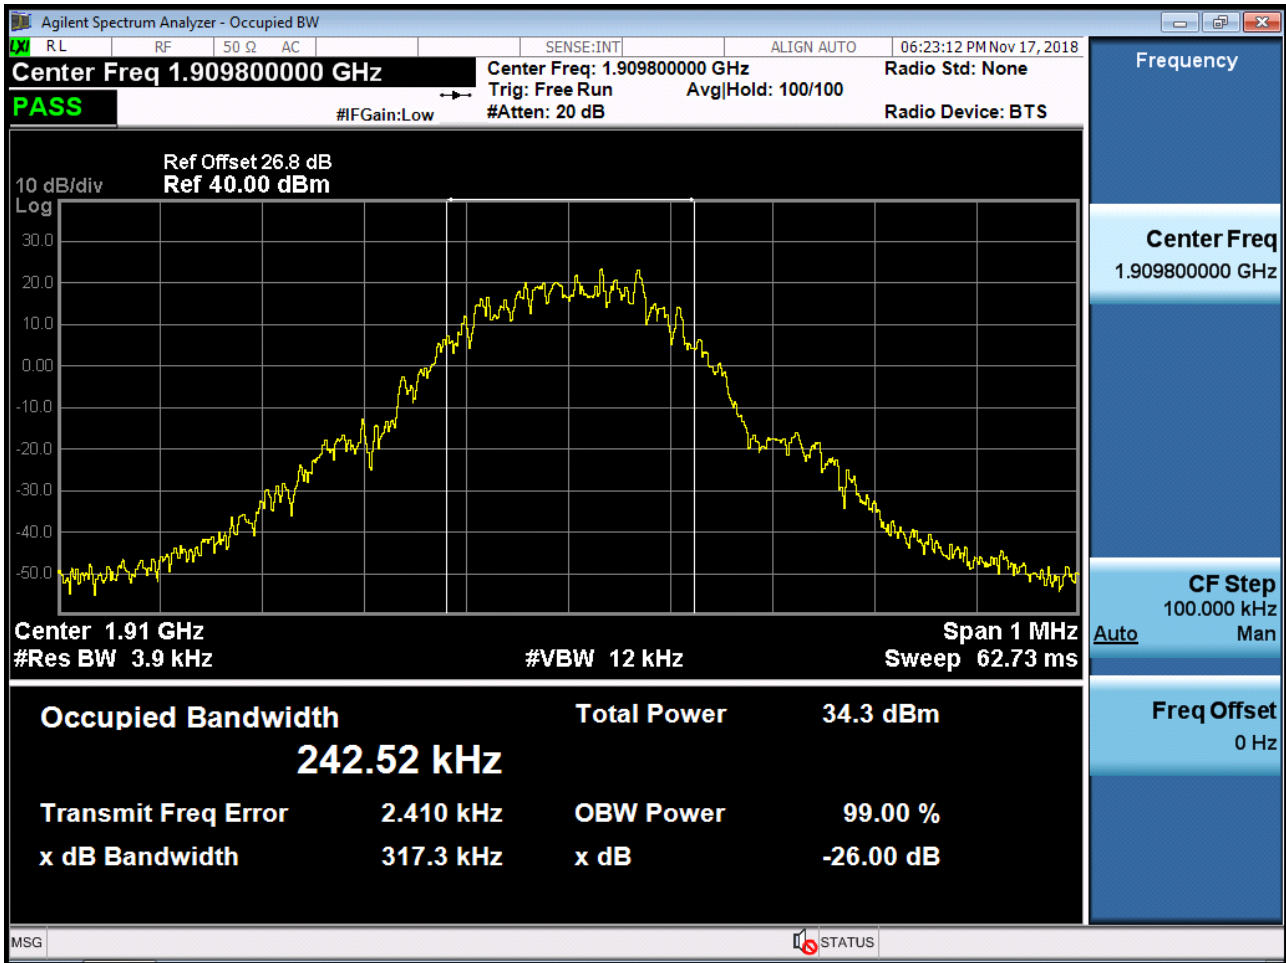 Agilent Spectrum Analyzer - Occupied BW
LXI RL RF 50 Ω AC SENSE:INT ALIGN AUTO 06:23:12 PM Nov 17, 2018
Center Freq 1.909800000 GHz
Center Freq: 1.909800000 GHz Radio Std: None
Trig: Free Run Avg|Hold: 100/100
PASS
#IFGain:Low #Atten: 20 dB Radio Device: BTS
Ref Offset 26.8 dB
10 dB/div Ref 40.00 dBm
Log
30.0
20.0
10.0
0.00
-10.0
-20.0
-30.0
-40.0
-50.0
Center 1.91 GHz Span 1 MHz
#Res BW 3.9 kHz #VBW 12 kHz Sweep 62.73 ms
Occupied Bandwidth Total Power 34.3 dBm
242.52 kHz
Transmit Freq Error 2.410 kHz OBW Power 99.00 %
x dB Bandwidth 317.3 kHz x dB -26.00 dB
Frequency
Center Freq
1.909800000 GHz
CF Step
100.000 kHz
Auto Man
Freq Offset
0 Hz
MSG STATUS